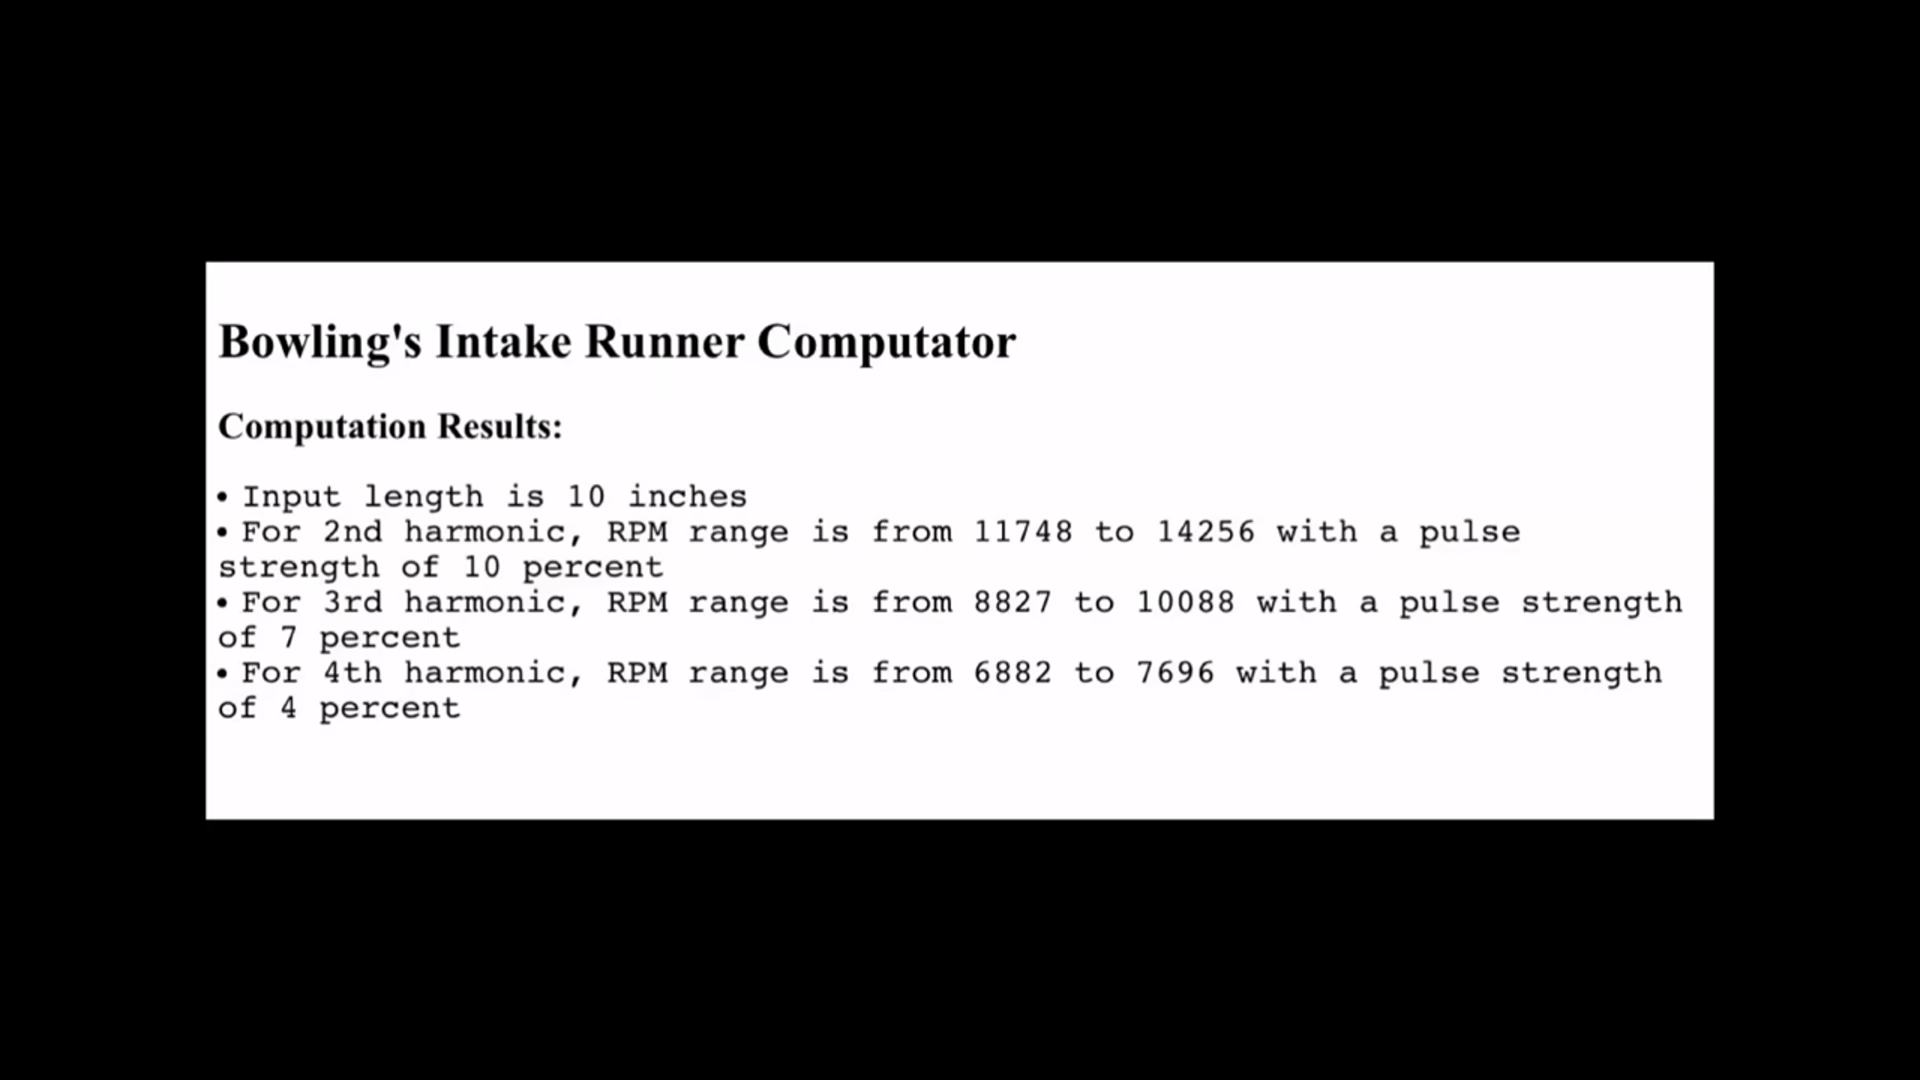 Bowling's Intake Runner Computator
Computation Results:
• Input length is 10 inches
• For 2nd harmonic, RPM range is from 11748 to 14256 with a pulse
strength of 10 percent
• For 3rd harmonic, RPM range is from 8827 to 10088 with a pulse strength
of 7 percent
• For 4th harmonic, RPM range is from 6882 to 7696 with a pulse strength
of 4 percent